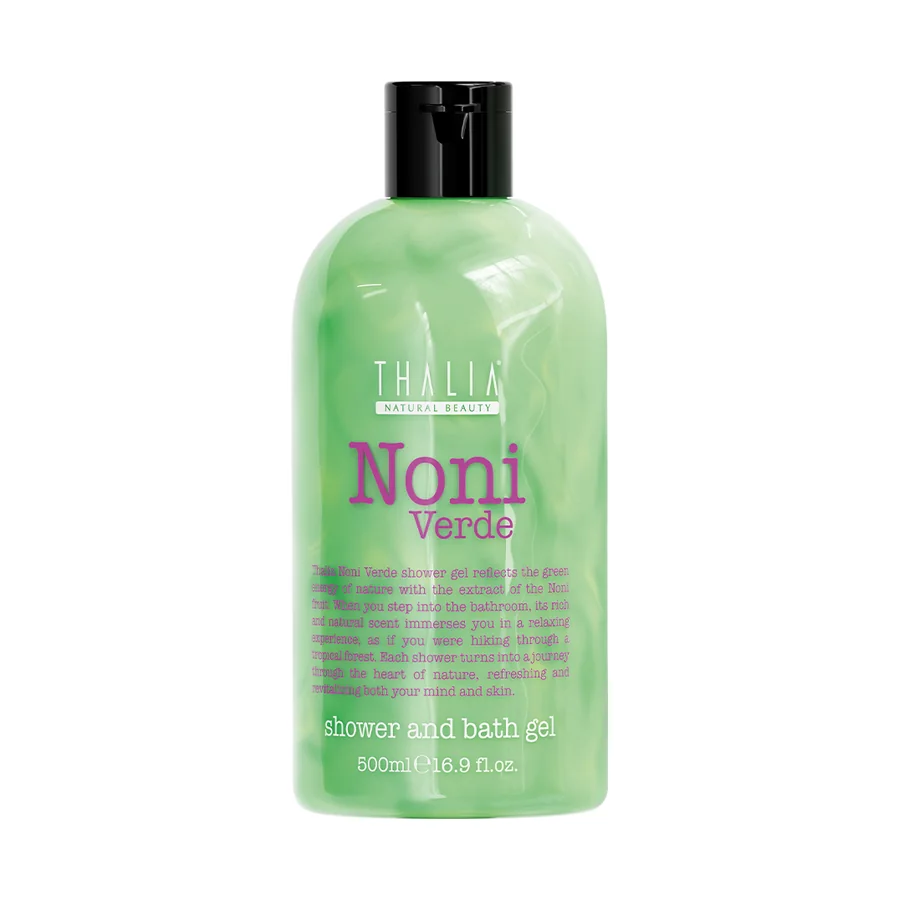 THALIA
NATURAL BEAUTY
Noni
Verde
Thalia Noni Verde shower gel reflects the green
energy of nature with the extract of the Noni
fruit. When you step into the bathroom, its rich
and natural scent immerses you in a relaxing
experience, as if you were hiking through a
tropical forest. Each shower turns into a journey
through the heart of nature, refreshing and
revitalizing both your mind and skin.
shower and bath gel
500ml℮16.9 fl.oz.